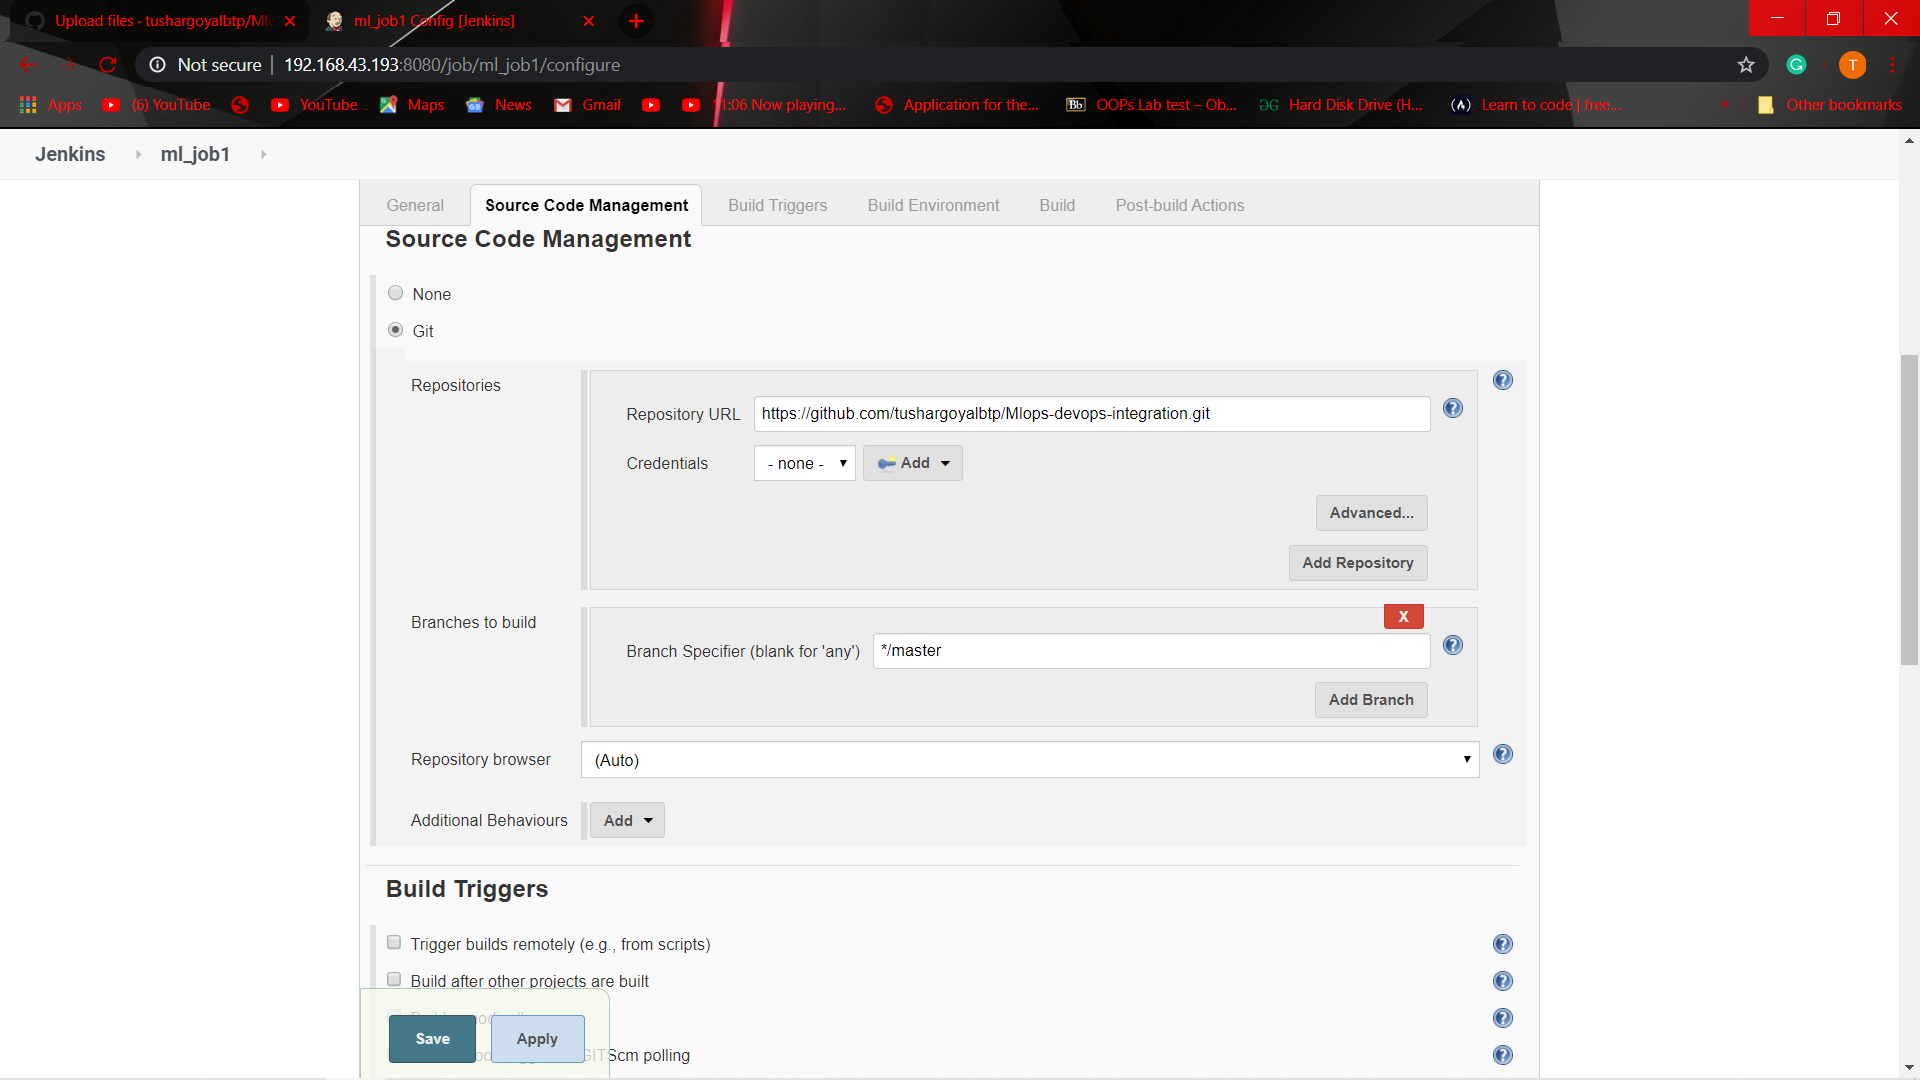 Upload files · tushargoyalbtp/Ml
ml_job1 Config [Jenkins]
Not secure | 192.168.43.193:8080/job/ml_job1/configure
T
Apps (6) YouTube YouTube Maps News Gmail 11:06 Now playing... Application for the... Bb OOPs Lab test – Ob... Hard Disk Drive (H... Learn to code | free... Other bookmarks
Jenkins ml_job1
General Source Code Management Build Triggers Build Environment Build Post-build Actions
Source Code Management
None
Git
Repositories
Repository URL https://github.com/tushargoyalbtp/Mlops-devops-integration.git
Credentials - none - Add
Advanced...
Add Repository
Branches to build X
Branch Specifier (blank for 'any') */master
Add Branch
Repository browser (Auto)
Additional Behaviours Add
Build Triggers
Trigger builds remotely (e.g., from scripts)
Build after other projects are built
Save Apply
GITScm polling